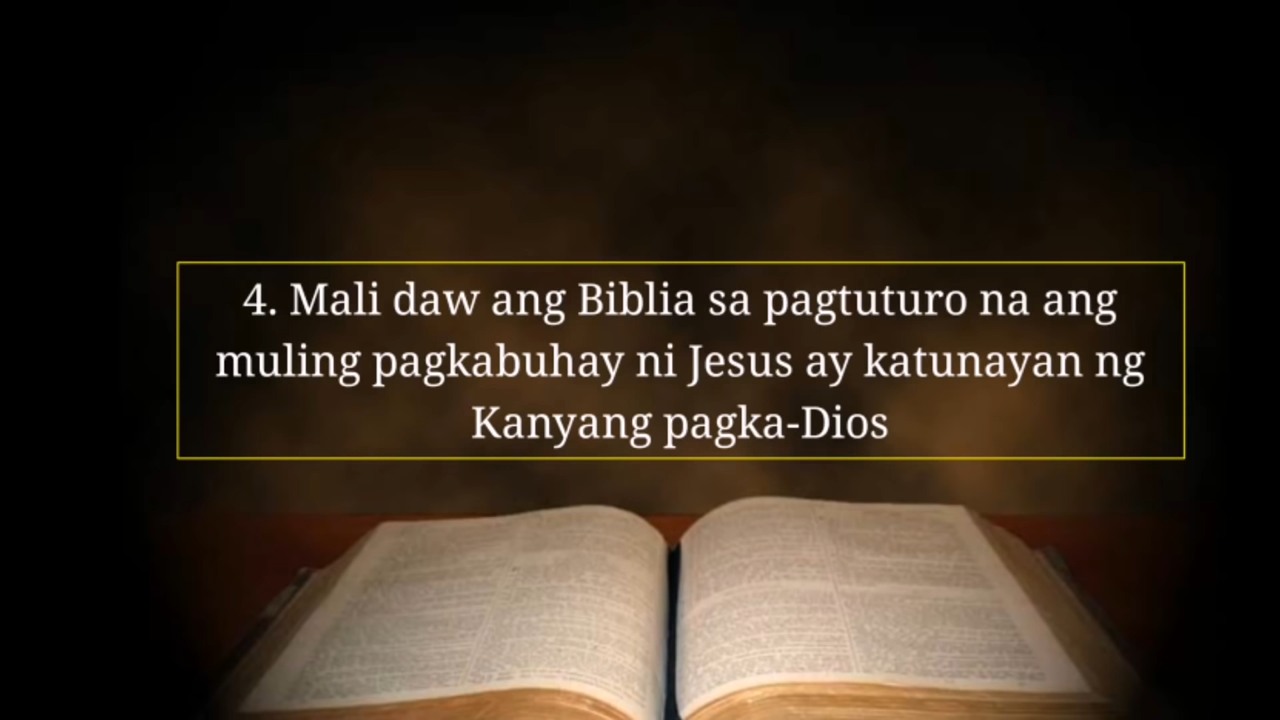 4. Mali daw ang Biblia sa pagtuturo na ang
muling pagkabuhay ni Jesus ay katunayan ng
Kanyang pagka-Dios